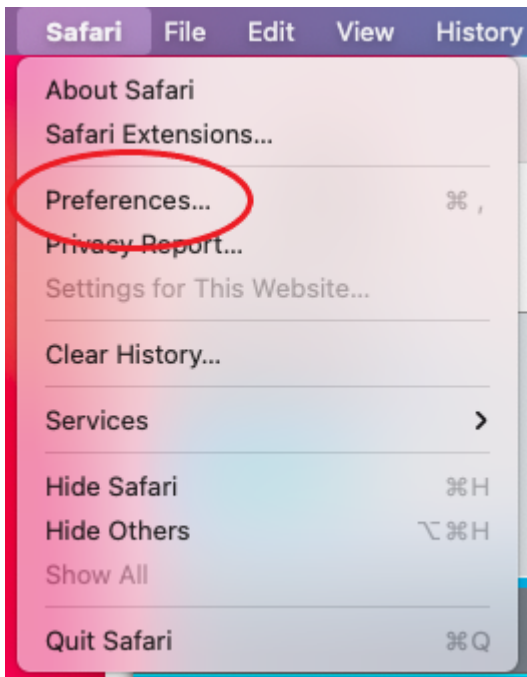 Safari File Edit View History
About Safari
Safari Extensions...
Preferences... ⌘ ,
Privacy Report...
Settings for This Website...
Clear History...
Services
Hide Safari ⌘H
Hide Others ⌥⌘H
Show All
Quit Safari ⌘Q